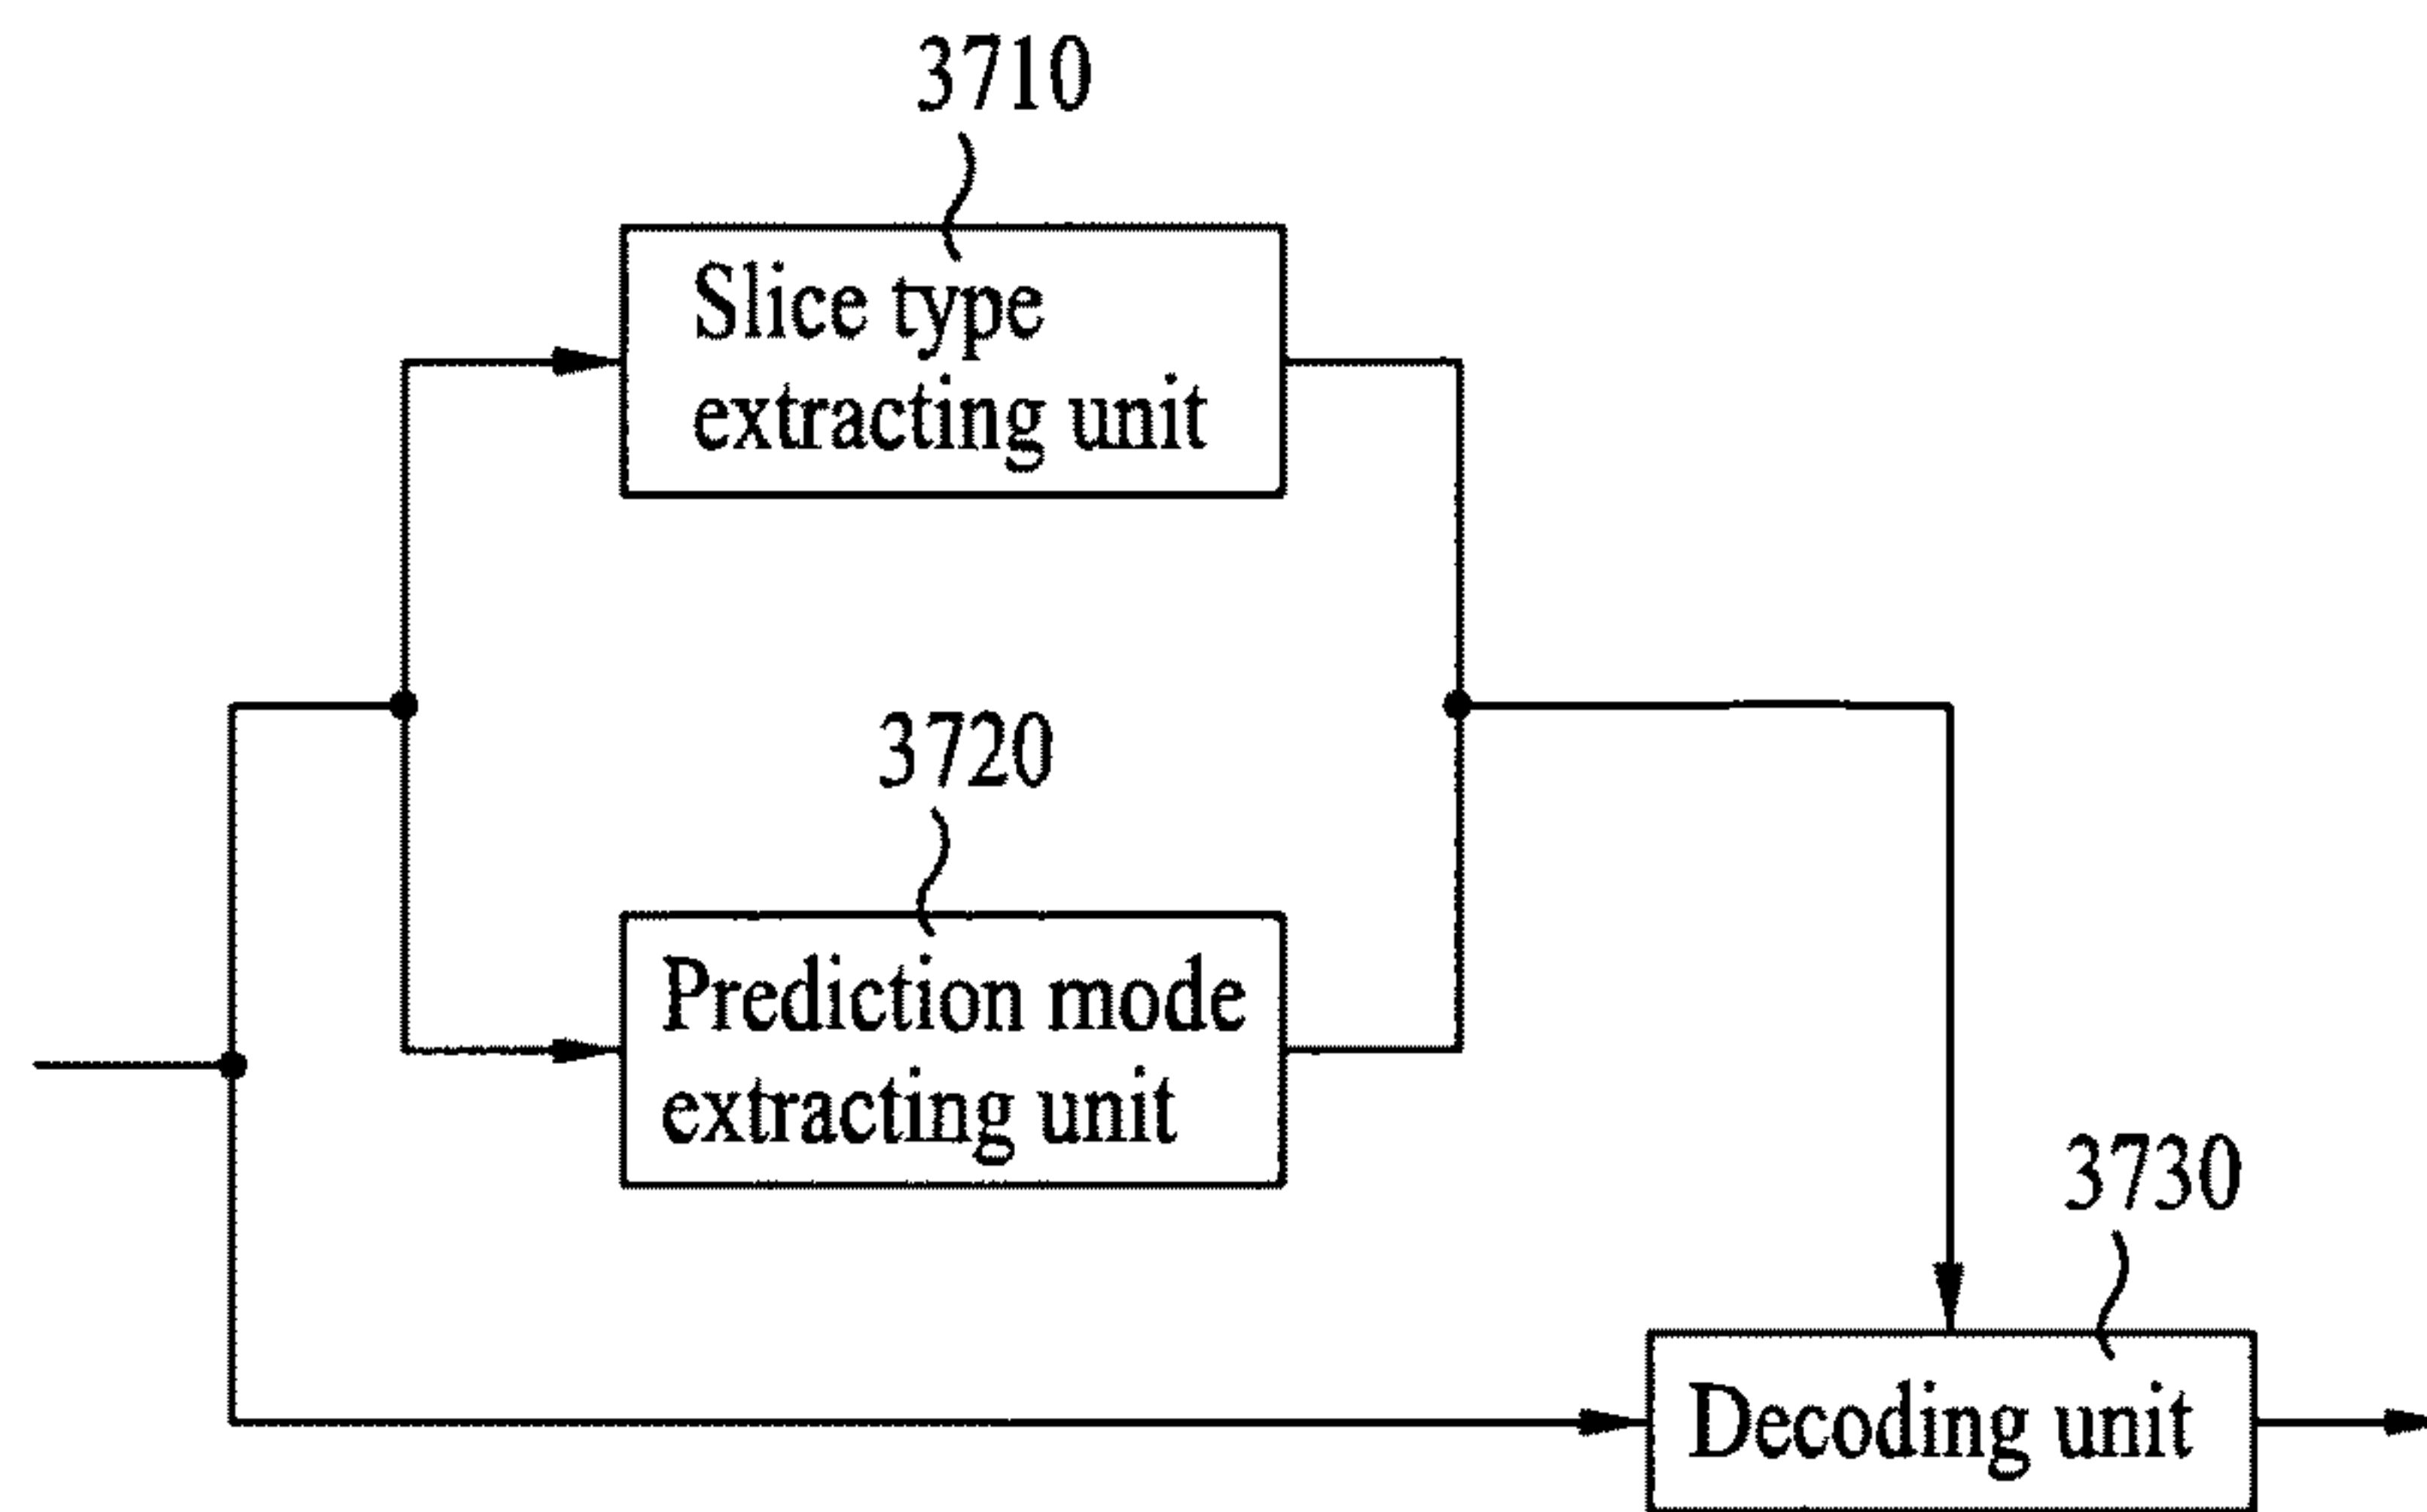 3710
Slice type
extracting unit
3720
Prediction mode
extracting unit
3730
Decoding unit